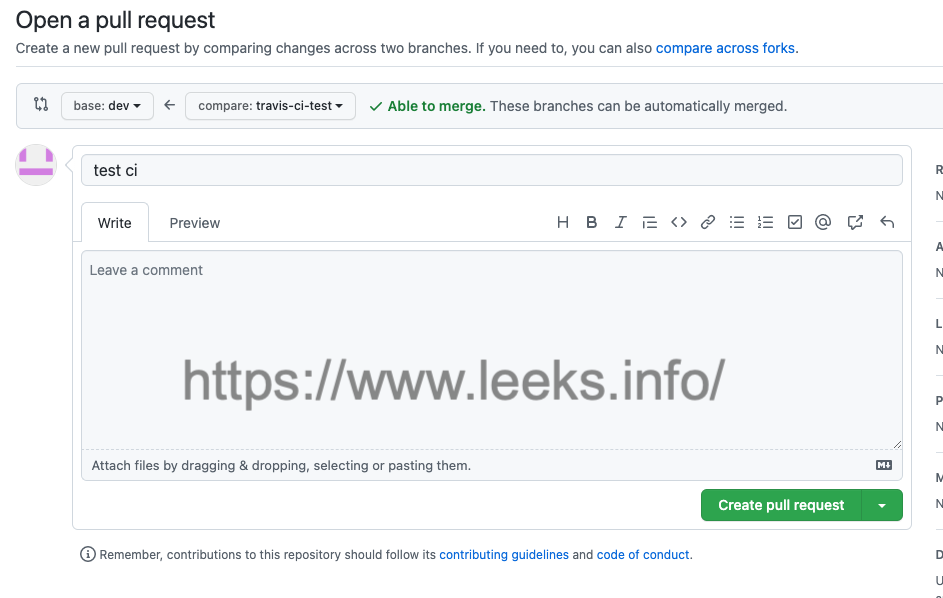 Open a pull request
Create a new pull request by comparing changes across two branches. If you need to, you can also compare across forks.
base: dev
compare: travis-ci-test
Able to merge. These branches can be automatically merged.
test ci
Write
Preview
H B I
Leave a comment
https://www.leeks.info/
Attach files by dragging & dropping, selecting or pasting them.
Create pull request
Remember, contributions to this repository should follow its contributing guidelines and code of conduct.
R
N
A
N
L
N
P
N
M
N
D
U